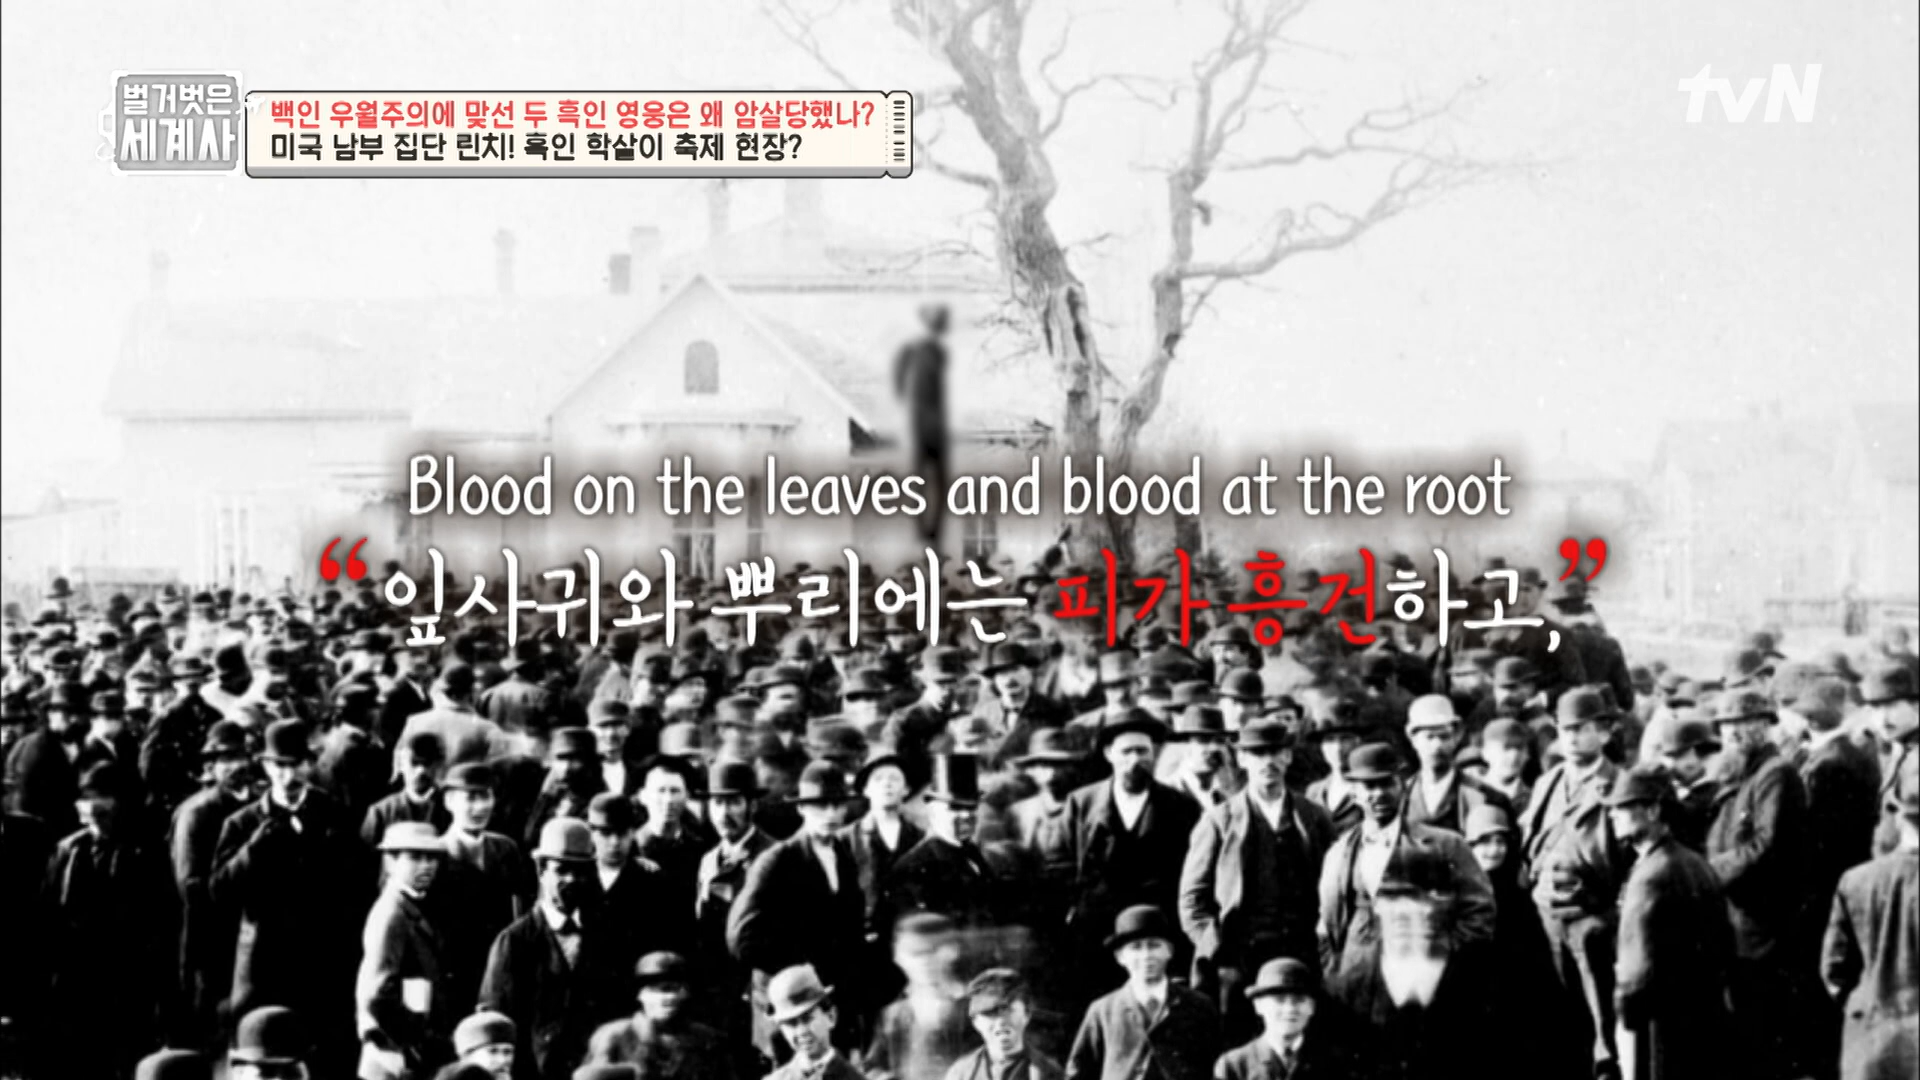 벌거벗은
세계사
백인 우월주의에 맞선 두 흑인 영웅은 왜 암살당했나?
미국 남부 집단 린치! 흑인 학살이 축제 현장?
tvN
Blood on the leaves and blood at the root
“잎사귀와 뿌리에는 피가 흥건하고,”